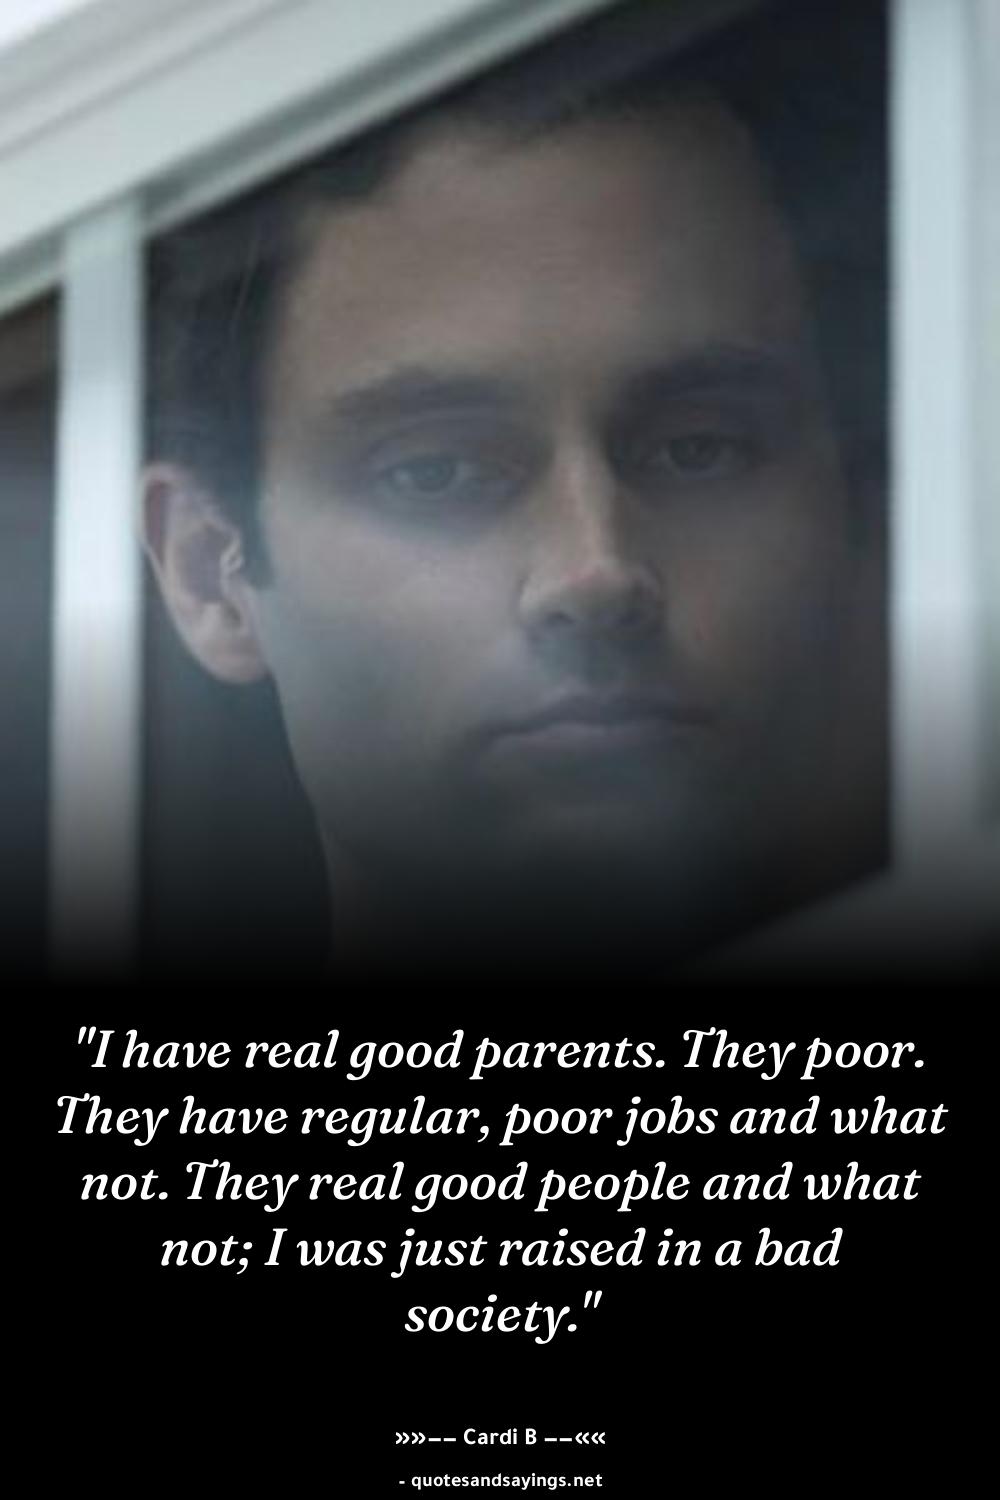 "I have real good parents. They poor.
They have regular, poor jobs and what
not. They real good people and what
not; I was just raised in a bad
society."
»»–– Cardi B ––««
- quotesandsayings.net